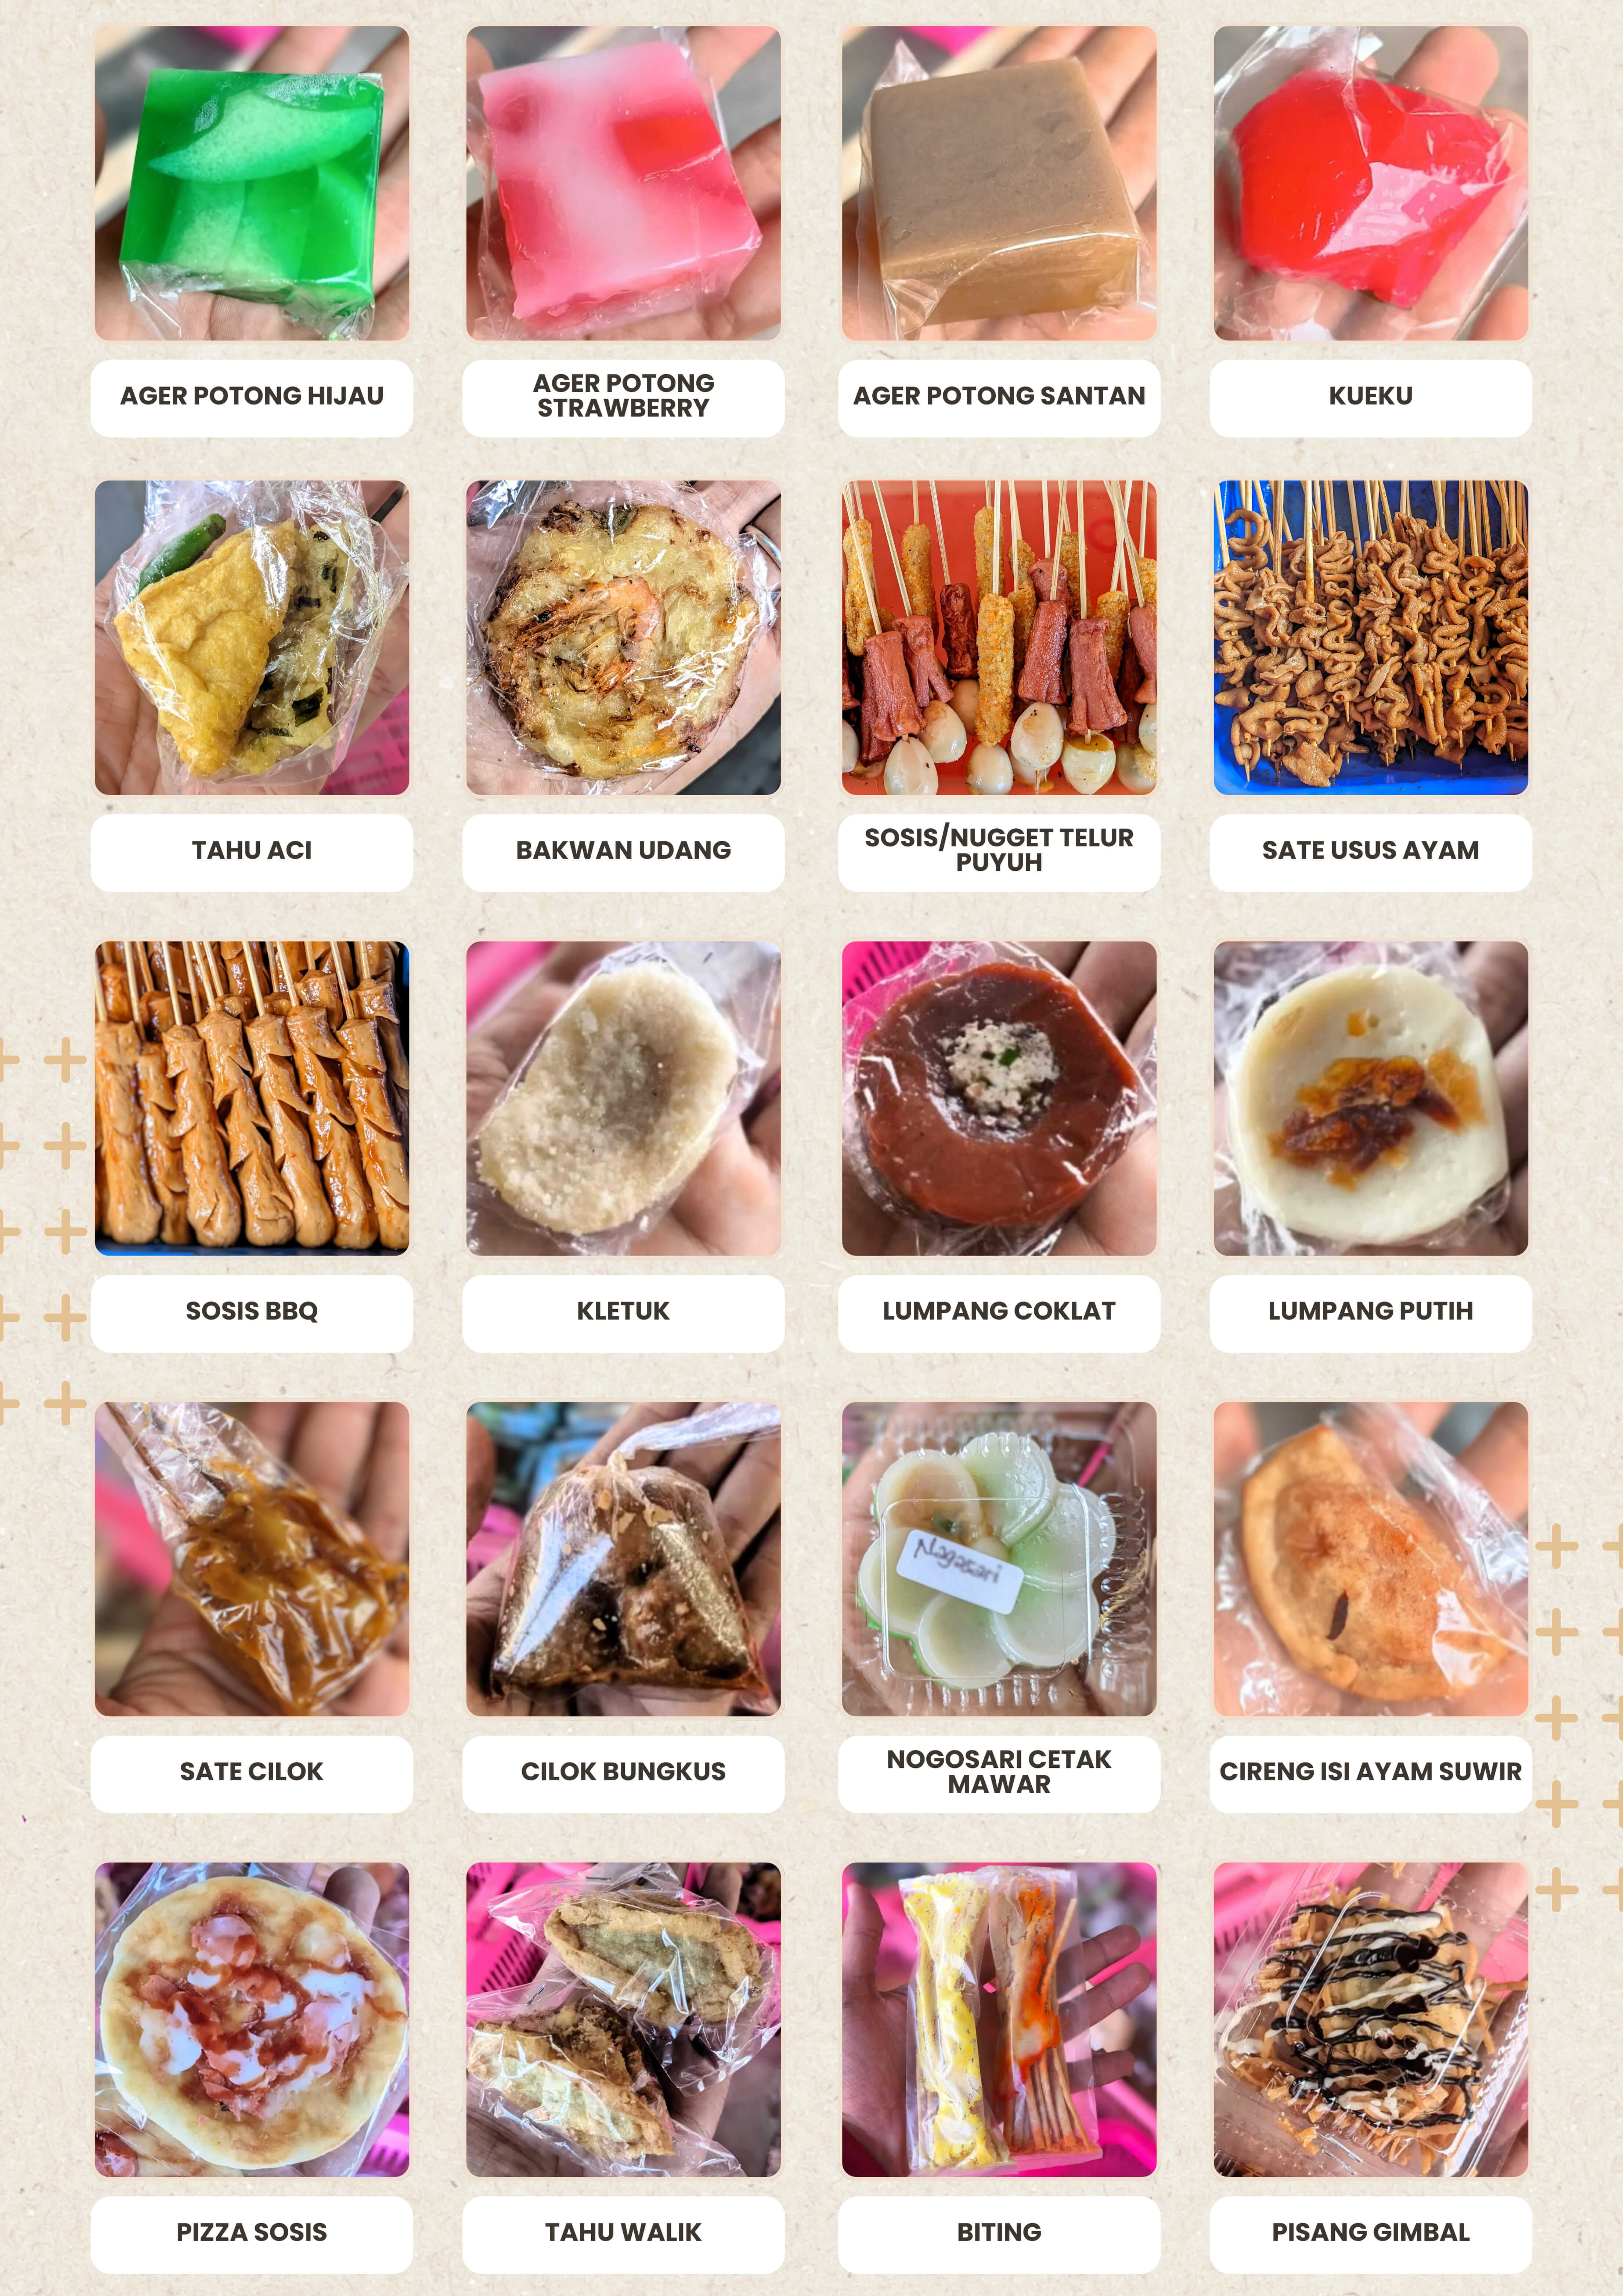 AGER POTONG HIJAU
AGER POTONG
STRAWBERRY
AGER POTONG SANTAN
KUEKU
TAHU ACI
BAKWAN UDANG
SOSIS/NUGGET TELUR
PUYUH
SATE USUS AYAM
SOSIS BBQ
KLETUK
LUMPANG COKLAT
LUMPANG PUTIH
Nagasari
SATE CILOK
CILOK BUNGKUS
NOGOSARI CETAK
MAWAR
CIRENG ISI AYAM SUWIR
PIZZA SOSIS
TAHU WALIK
BITING
PISANG GIMBAL